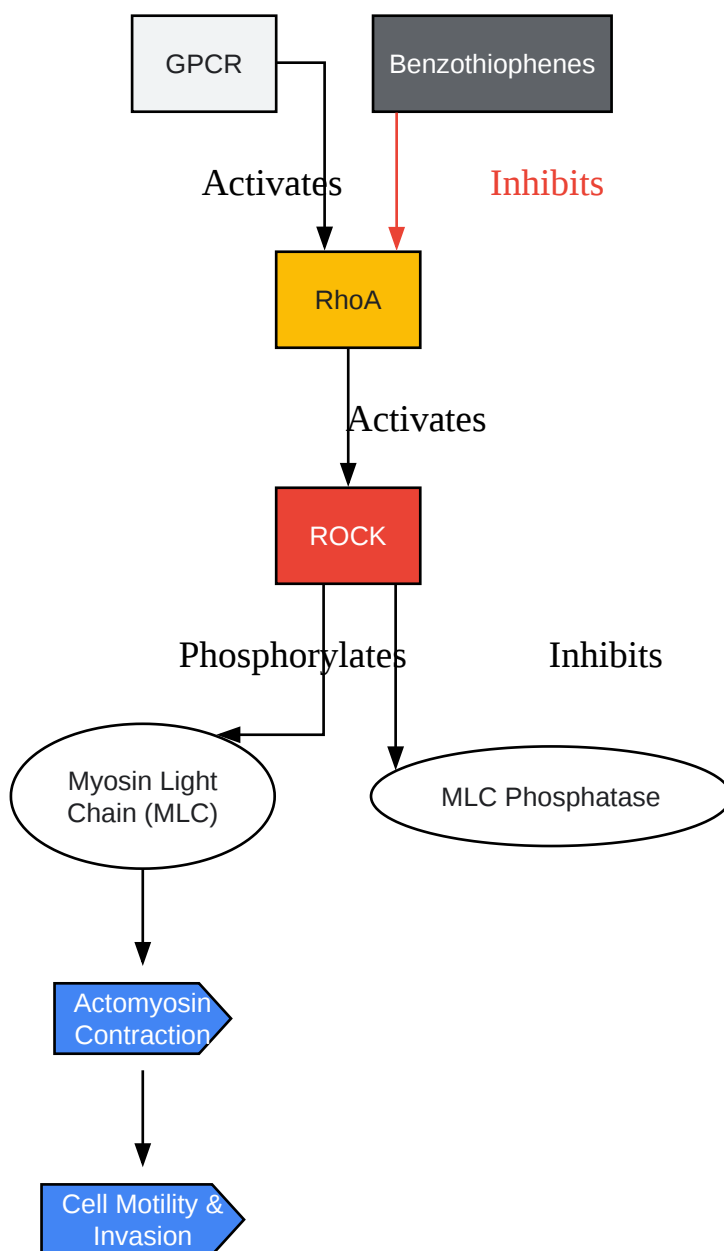 GPCR
Benzothiophenes
Activates
Inhibits
RhoA
Activates
ROCK
Phosphorylates
Inhibits
Myosin Light
Chain (MLC)
MLC Phosphatase
Actomyosin
Contraction
Cell Motility &
Invasion